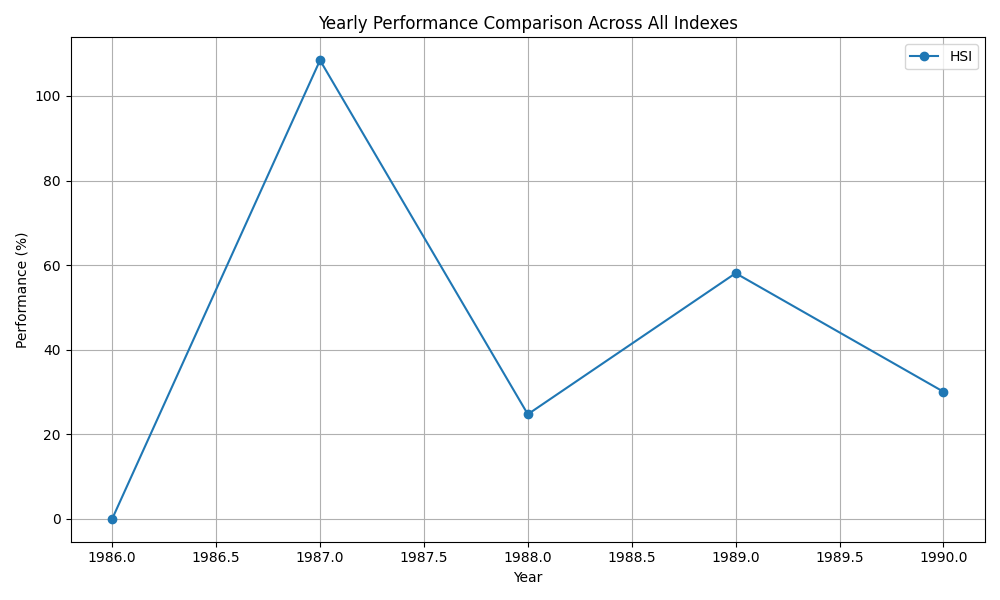 Yearly Performance Comparison Across All Indexes
HSI
Performance (%)
100
80
60
40
20
0
1986.0 1986.5 1987.0 1987.5 1988.0 1988.5 1989.0 1989.5 1990.0
Year